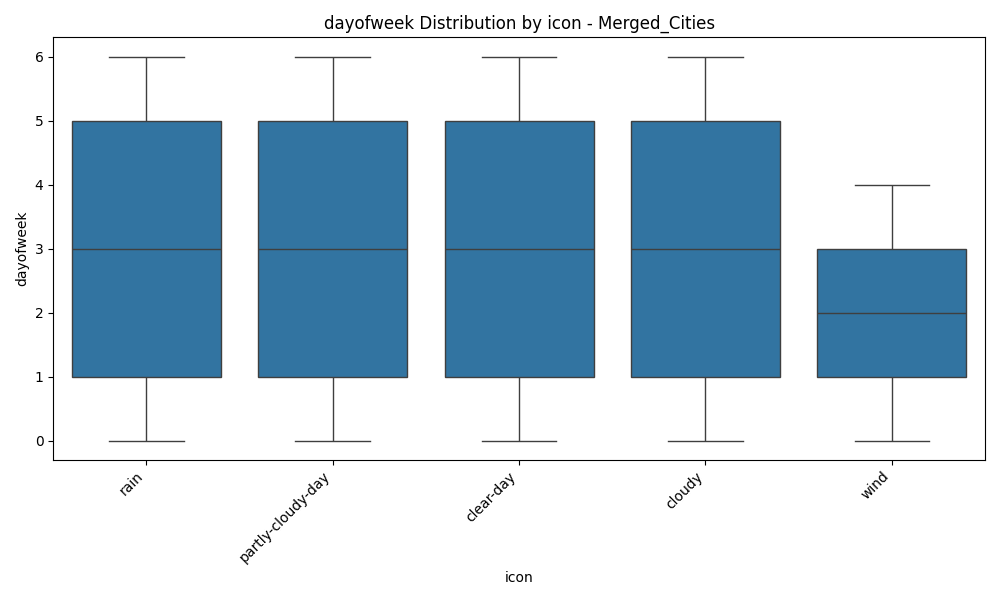 dayofweek Distribution by icon - Merged_Cities
dayofweek
6
5
4
3
2
1
0
rain
partly-cloudy-day
clear-day
cloudy
wind
icon